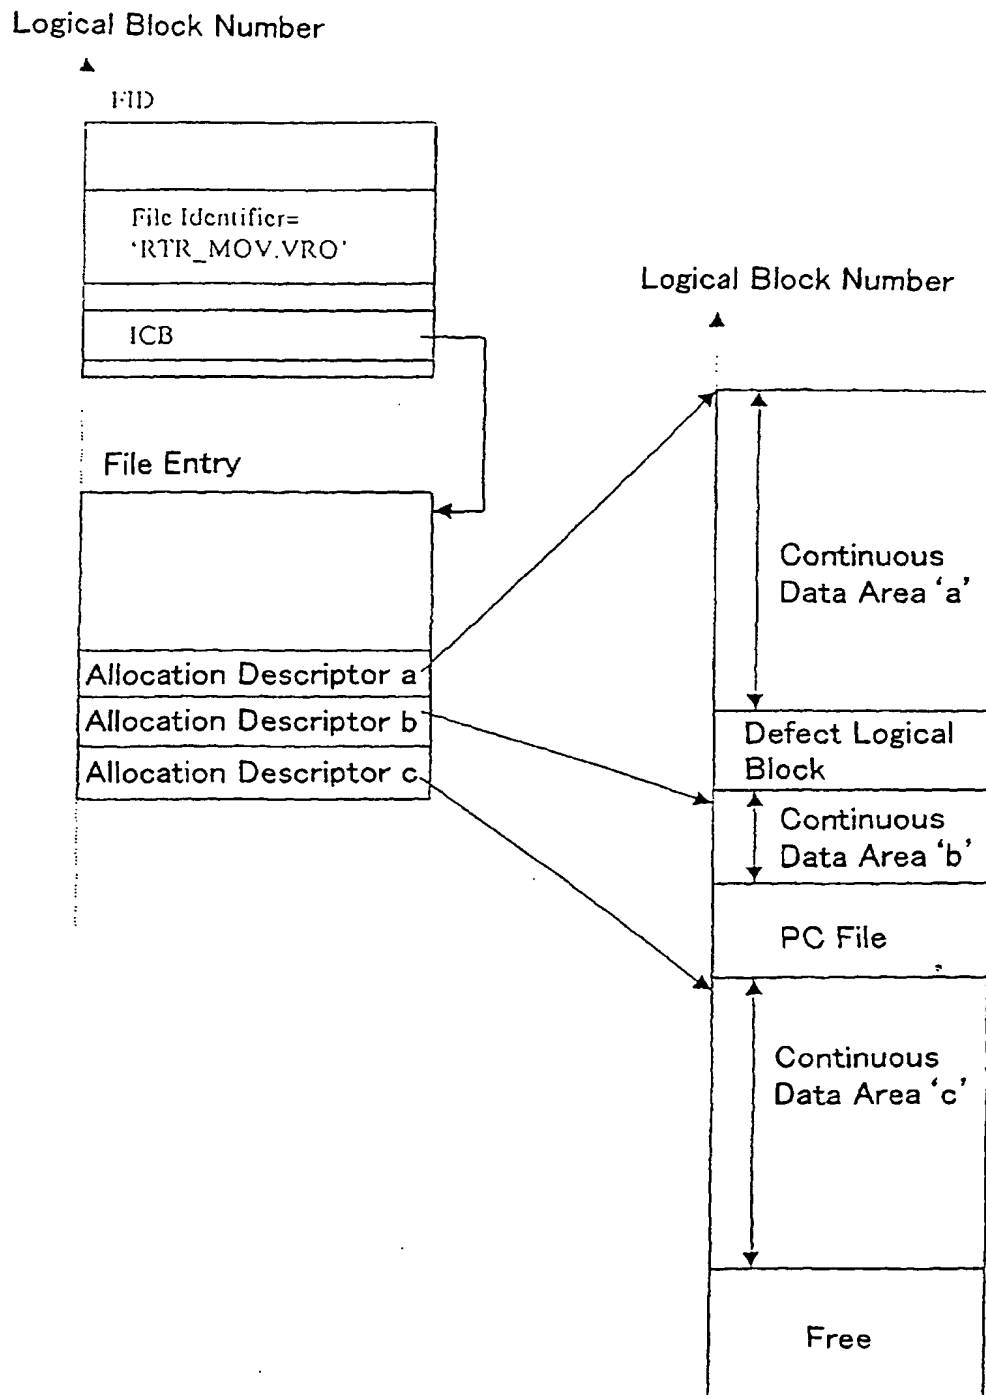 Logical Block Number
FID
File Identifier=
‘RTR_MOV.VRO’
ICB
File Entry
Allocation Descriptor a
Allocation Descriptor b
Allocation Descriptor c
Logical Block Number
Continuous
Data Area ‘a’
Defect Logical
Block
Continuous
Data Area ‘b’
PC File
Continuous
Data Area ‘c’
Free